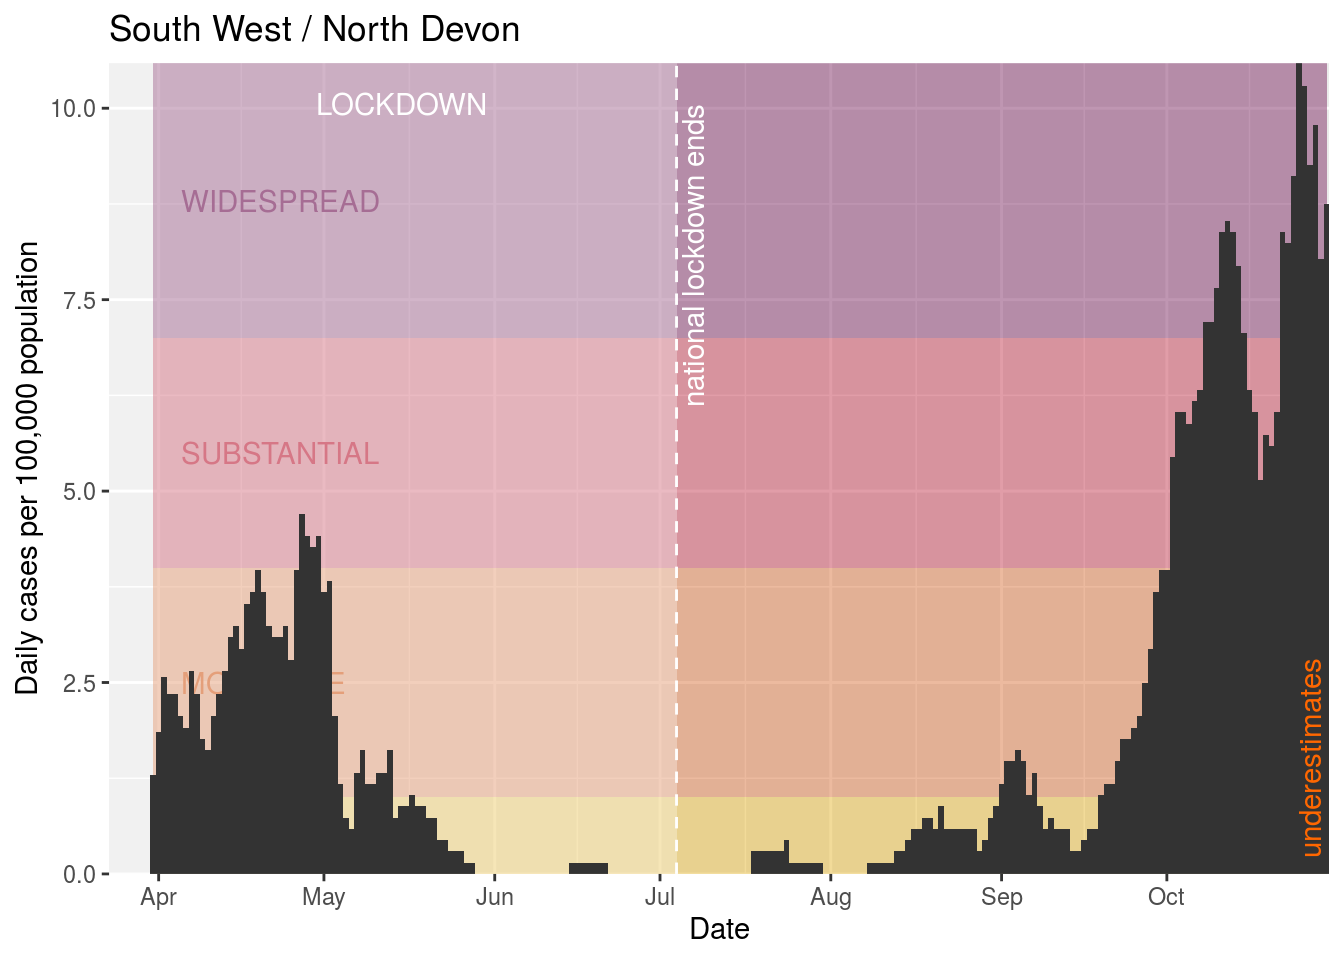 South West / North Devon
Daily cases per 100,000 population
10.0
7.5
5.0
2.5
0.0
LOCKDOWN
WIDESPREAD
SUBSTANTIAL
national lockdown ends
underestimates
Apr
May
Jun
Jul
Aug
Sep
Oct
Date